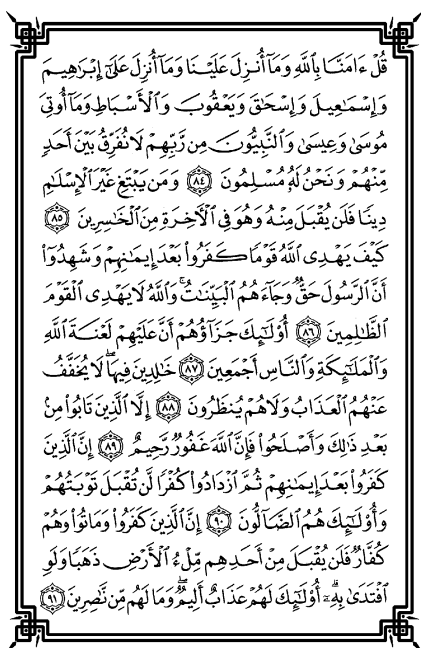 قُلۡ ءَامَنَّا بِٱللَّهِ وَمَآ أُنزِلَ عَلَيۡنَا وَمَآ أُنزِلَ عَلَىٰٓ إِبۡرَٰهِيمَ
وَإِسۡمَٰعِيلَ وَإِسۡحَٰقَ وَيَعۡقُوبَ وَٱلۡأَسۡبَاطِ وَمَآ أُوتِيَ
مُوسَىٰ وَعِيسَىٰ وَٱلنَّبِيُّونَ مِن رَّبِّهِمۡ لَا نُفَرِّقُ بَيۡنَ أَحَدٖ
مِّنۡهُمۡ وَنَحۡنُ لَهُۥ مُسۡلِمُونَ ٨٤ وَمَن يَبۡتَغِ غَيۡرَ ٱلۡإِسۡلَٰمِ
دِينٗا فَلَن يُقۡبَلَ مِنۡهُ وَهُوَ فِي ٱلۡأٓخِرَةِ مِنَ ٱلۡخَٰسِرِينَ ٨٥
كَيۡفَ يَهۡدِي ٱللَّهُ قَوۡمٗا كَفَرُواْ بَعۡدَ إِيمَٰنِهِمۡ وَشَهِدُوٓاْ
أَنَّ ٱلرَّسُولَ حَقّٞ وَجَآءَهُمُ ٱلۡبَيِّنَٰتُۚ وَٱللَّهُ لَا يَهۡدِي ٱلۡقَوۡمَ
ٱلظَّٰلِمِينَ ٨٦ أُوْلَٰٓئِكَ جَزَآؤُهُمۡ أَنَّ عَلَيۡهِمۡ لَعۡنَةَ ٱللَّهِ
وَٱلۡمَلَٰٓئِكَةِ وَٱلنَّاسِ أَجۡمَعِينَ ٨٧ خَٰلِدِينَ فِيهَا لَا يُخَفَّفُ
عَنۡهُمُ ٱلۡعَذَابُ وَلَا هُمۡ يُنظَرُونَ ٨٨ إِلَّا ٱلَّذِينَ تَابُواْ مِنۢ
بَعۡدِ ذَٰلِكَ وَأَصۡلَحُواْ فَإِنَّ ٱللَّهَ غَفُورٞ رَّحِيمٌ ٨٩ إِنَّ ٱلَّذِينَ
كَفَرُواْ بَعۡدَ إِيمَٰنِهِمۡ ثُمَّ ٱزۡدَادُواْ كُفۡرٗا لَّن تُقۡبَلَ تَوۡبَتُهُمۡ
وَأُوْلَٰٓئِكَ هُمُ ٱلضَّآلُّونَ ٩٠ إِنَّ ٱلَّذِينَ كَفَرُواْ وَمَاتُواْ وَهُمۡ
كُفَّارٞ فَلَن يُقۡبَلَ مِنۡ أَحَدِهِم مِّلۡءُ ٱلۡأَرۡضِ ذَهَبٗا وَلَوِ
ٱفۡتَدَىٰ بِهِۦٓۗ أُوْلَٰٓئِكَ لَهُمۡ عَذَابٌ أَلِيمٞ وَمَا لَهُم مِّن نَّٰصِرِينَ ٩١